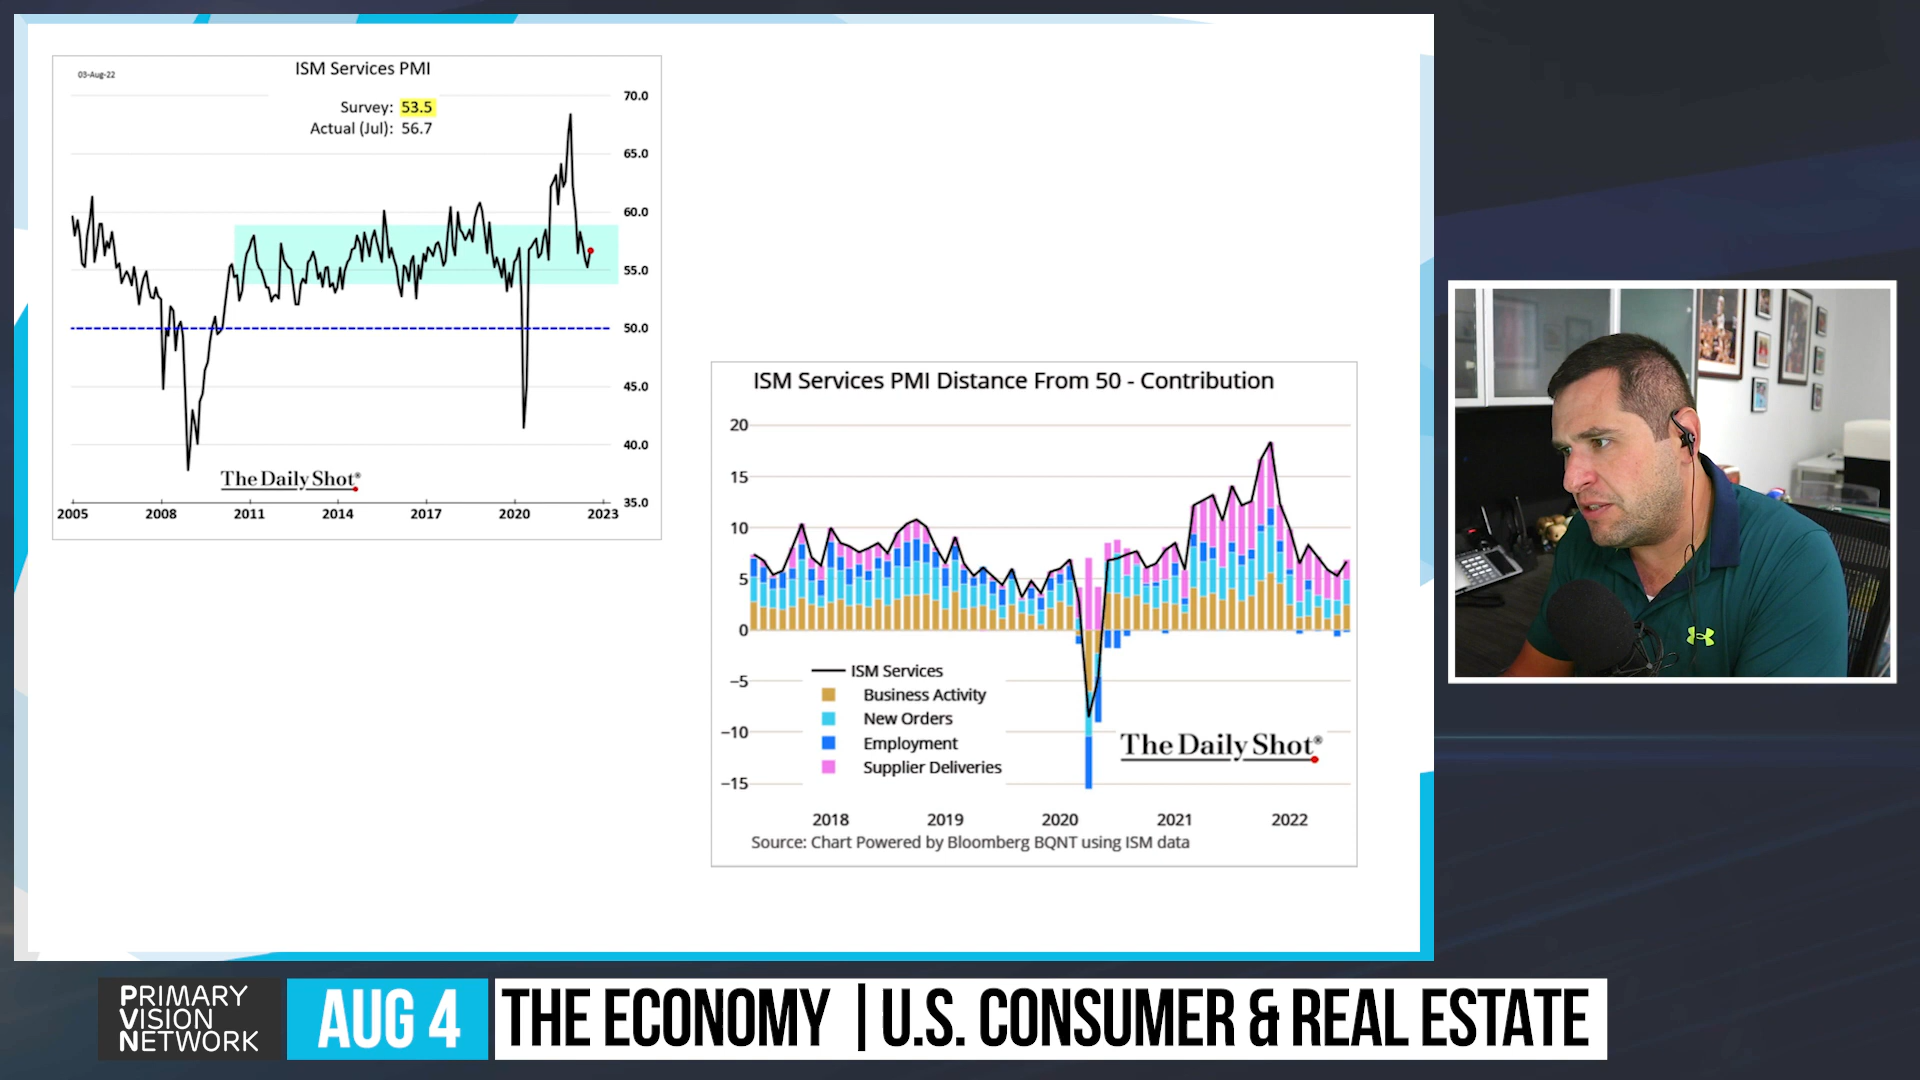 03-Aug-22
ISM Services PMI
Survey: 53.5
Actual (Jul): 56.7
70.0
65.0
60.0
55.0
50.0
45.0
40.0
35.0
The Daily Shot®
2005 2008 2011 2014 2017 2020 2023
ISM Services PMI Distance From 50 - Contribution
20
15
10
5
0
−5
−10
−15
ISM Services
Business Activity
New Orders
Employment
Supplier Deliveries
The Daily Shot®
2018 2019 2020 2021 2022
Source: Chart Powered by Bloomberg BQNT using ISM data
PRIMARY
VISION
NETWORK
AUG 4
THE ECONOMY | U.S. CONSUMER & REAL ESTATE